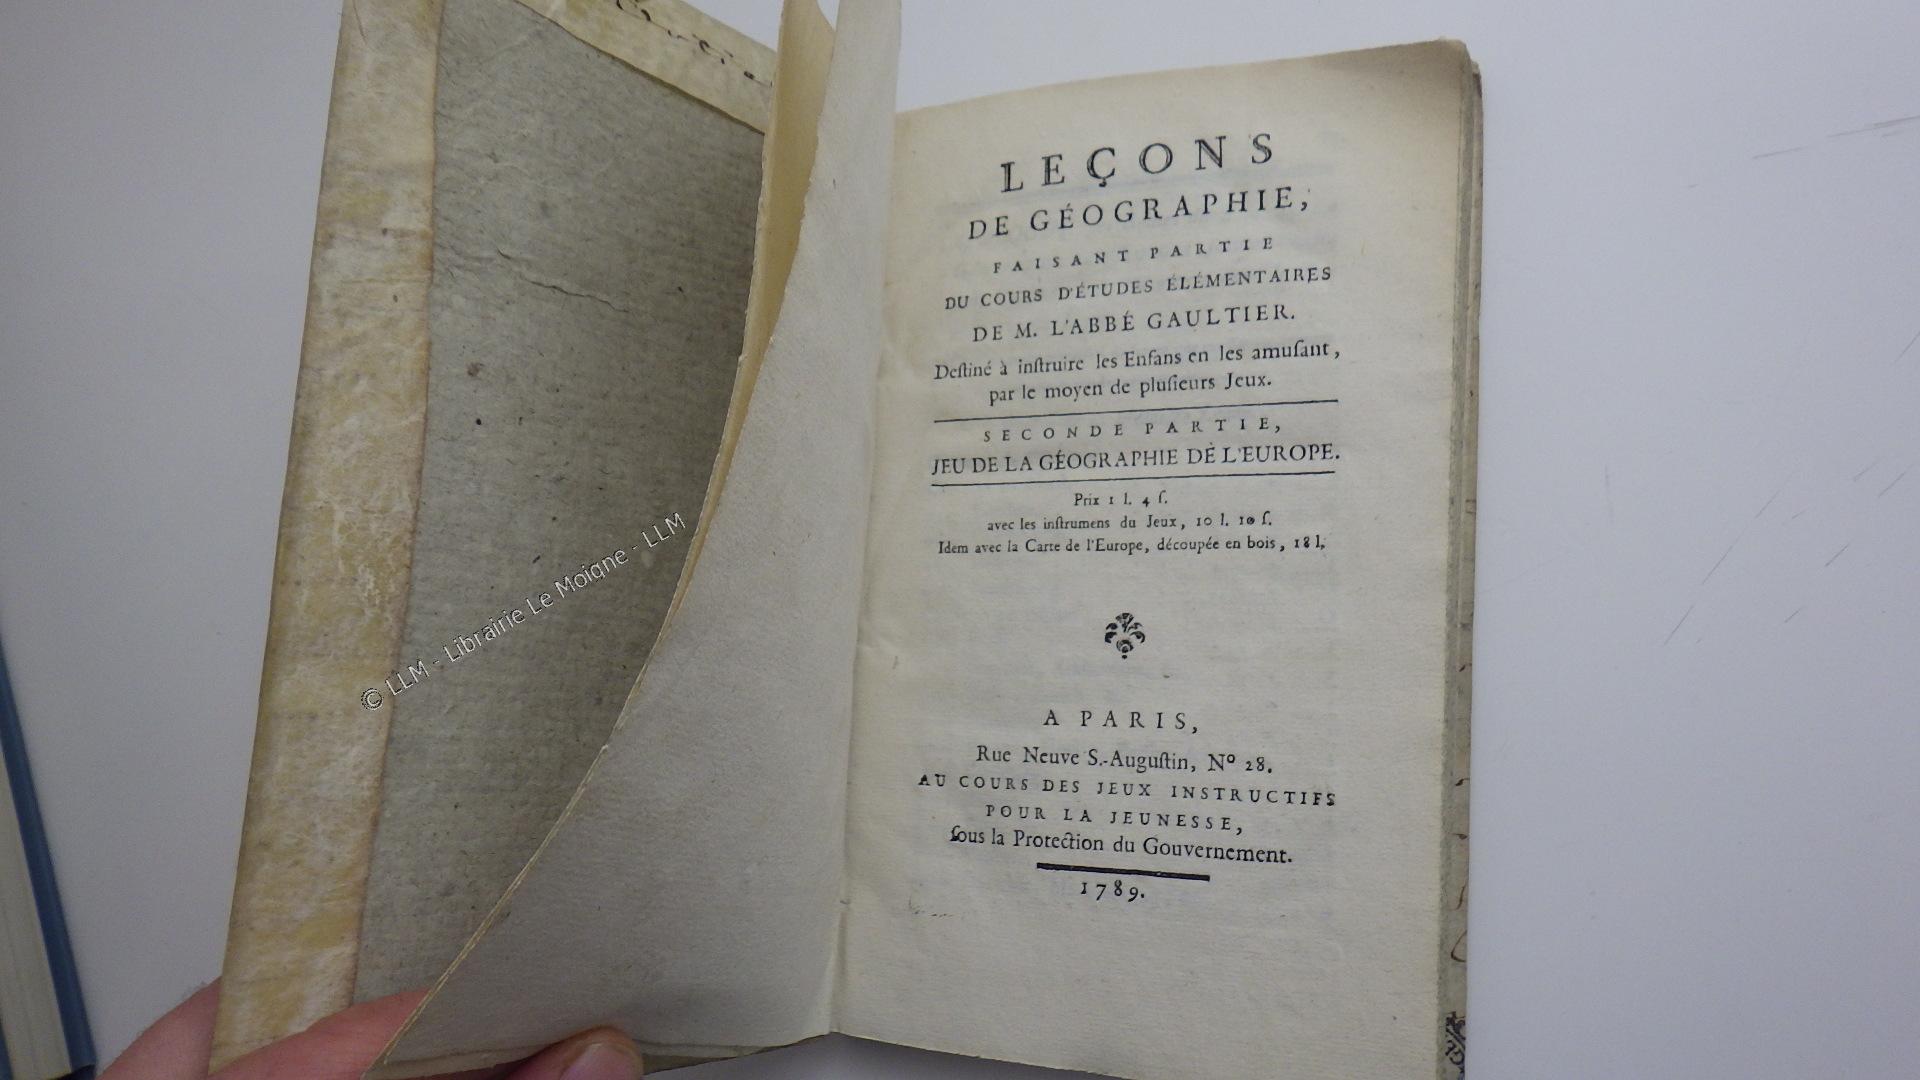 LEÇONS
DE GÉOGRAPHIE,
FAISANT PARTIE
DU COURS D'ÉTUDES ÉLÉMENTAIRES
DE M. L'ABBÉ GAULTIER.
Deſtiné à inſtruire les Enfans en les amuſant,
par le moyen de pluſieurs Jeux.
SECONDE PARTIE,
JEU DE LA GÉOGRAPHIE DE L'EUROPE.
Prix 1 l. 4 ſ.
avec les inſtrumens du Jeux, 10 l. 10 ſ.
Idem avec la Carte de l'Europe, découpée en bois, 18 l.
A PARIS,
Rue Neuve S.-Auguſtin, Nº 28.
AU COURS DES JEUX INSTRUCTIFS
POUR LA JEUNESSE,
ſous la Protection du Gouvernement.
1789.
© LLM - Librairie Le Moigne - LLM